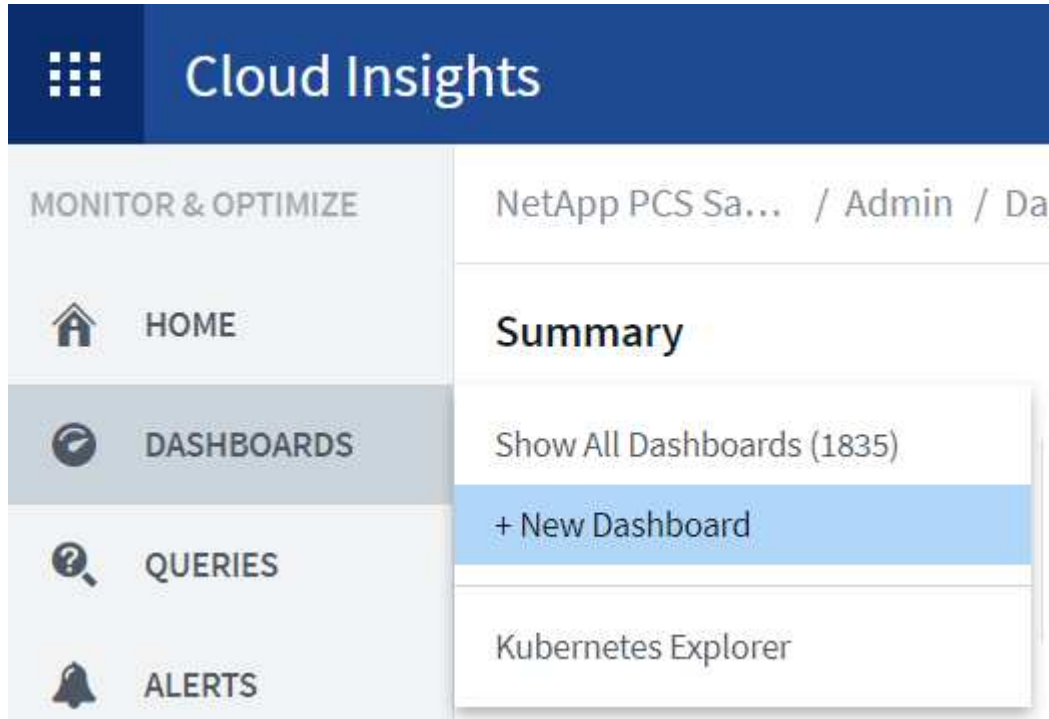 Cloud Insights
MONITOR & OPTIMIZE
NetApp PCS Sa... / Admin / Da
HOME
Summary
DASHBOARDS
Show All Dashboards (1835)
+ New Dashboard
QUERIES
Kubernetes Explorer
ALERTS